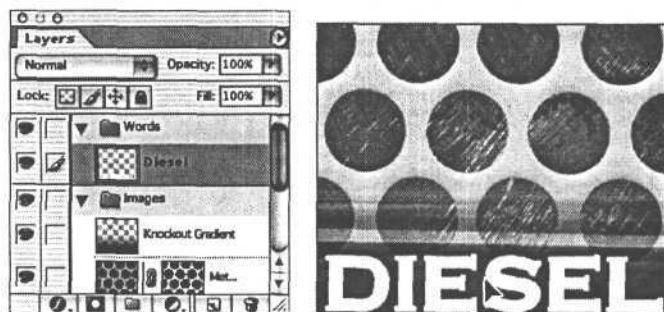 Layers
Normal Opacity: 100%
Lock: Fill: 100%
Words
Diesel
Images
Knockout Gradient
Met...
DIESEL